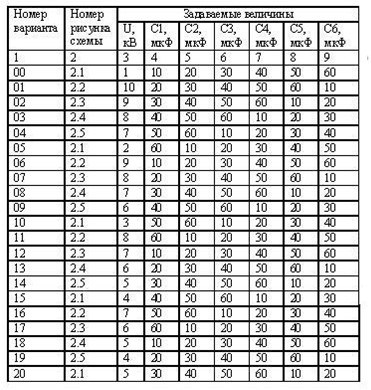 Номер варианта Номер рисунка схемы Задаваемые величины
U, кВ С1, мкФ С2, мкФ С3, мкФ С4, мкФ С5, мкФ С6, мкФ
1 2 3 4 5 6 7 8 9
00 2.1 1 10 20 30 40 50 60
01 2.2 10 20 30 40 50 60 10
02 2.3 9 30 40 50 60 10 20
03 2.4 8 40 50 60 10 20 30
04 2.5 7 50 60 10 20 30 40
05 2.1 2 60 10 20 30 40 50
06 2.2 9 10 20 30 40 50 60
07 2.3 8 20 30 40 50 60 10
08 2.4 7 30 40 50 60 10 20
09 2.5 6 40 50 60 10 20 30
10 2.1 3 50 60 10 20 30 40
11 2.2 8 60 10 20 30 40 50
12 2.3 7 10 20 30 40 50 60
13 2.4 6 20 30 40 50 60 10
14 2.5 5 30 40 50 60 10 20
15 2.1 4 40 50 60 10 20 30
16 2.2 7 50 60 10 20 30 40
17 2.3 6 60 10 20 30 40 50
18 2.4 5 10 20 30 40 50 60
19 2.5 4 20 30 40 50 60 10
20 2.1 5 30 40 50 60 10 20